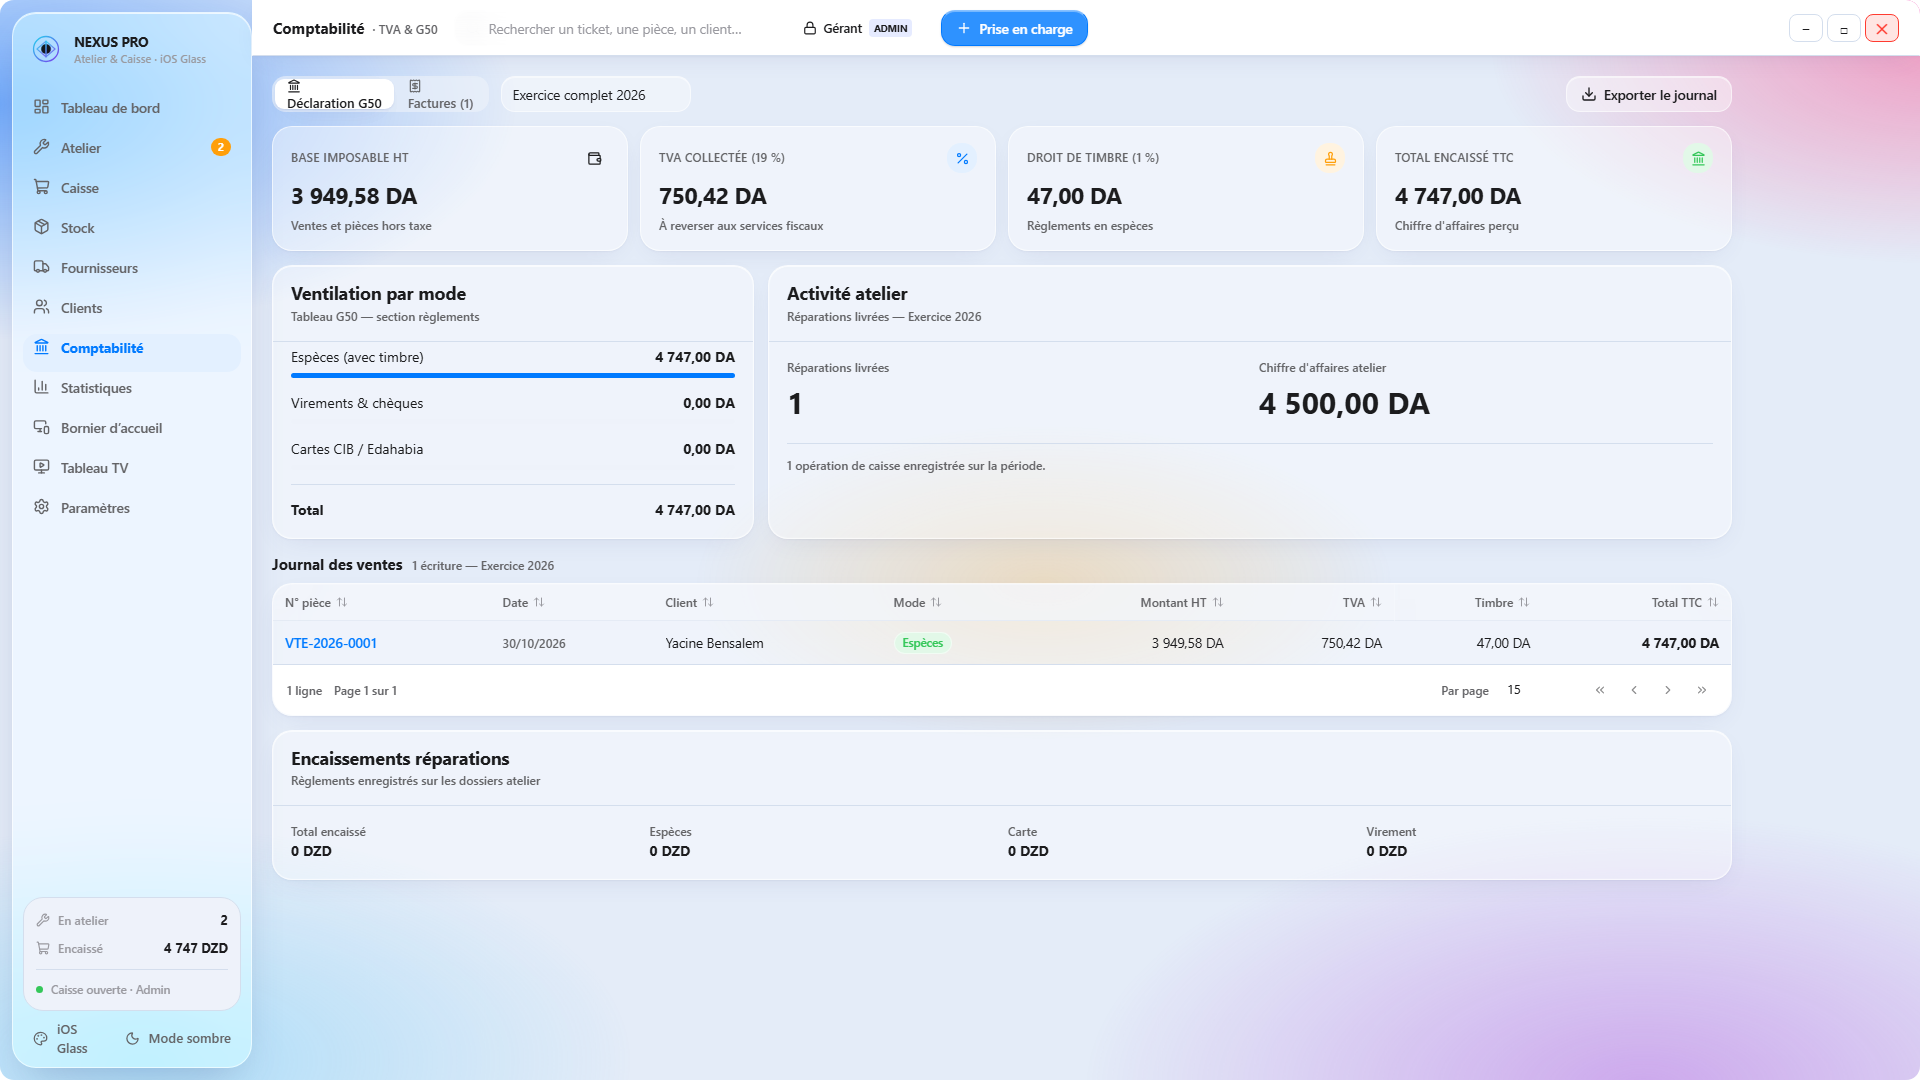 NEXUS PRO
Atelier & Caisse · iOS Glass
Tableau de bord
Atelier
2
Caisse
Stock
Fournisseurs
Clients
Comptabilité
Statistiques
Bornier d’accueil
Tableau TV
Paramètres
En atelier 2
Encaissé 4 747 DZD
Caisse ouverte · Admin
iOS Glass
Mode sombre
Comptabilité · TVA & G50
Rechercher un ticket, une pièce, un client...
Gérant ADMIN
Prise en charge
Déclaration G50
Factures (1)
Exercice complet 2026
Exporter le journal
BASE IMPOSABLE HT
3 949,58 DA
Ventes et pièces hors taxe
TVA COLLECTÉE (19 %)
750,42 DA
À reverser aux services fiscaux
DROIT DE TIMBRE (1 %)
47,00 DA
Règlements en espèces
TOTAL ENCAISSÉ TTC
4 747,00 DA
Chiffre d'affaires perçu
Ventilation par mode
Tableau G50 — section règlements
Espèces (avec timbre) 4 747,00 DA
Virements & chèques 0,00 DA
Cartes CIB / Edahabia 0,00 DA
Total 4 747,00 DA
Activité atelier
Réparations livrées — Exercice 2026
Réparations livrées
1
Chiffre d'affaires atelier
4 500,00 DA
1 opération de caisse enregistrée sur la période.
Journal des ventes 1 écriture — Exercice 2026
N° pièce Date Client Mode Montant HT TVA Timbre Total TTC
VTE-2026-0001 30/10/2026 Yacine Bensalem Espèces 3 949,58 DA 750,42 DA 47,00 DA 4 747,00 DA
1 ligne Page 1 sur 1 Par page 15 « ‹ › »
Encaissements réparations
Règlements enregistrés sur les dossiers atelier
Total encaissé
0 DZD
Espèces
0 DZD
Carte
0 DZD
Virement
0 DZD